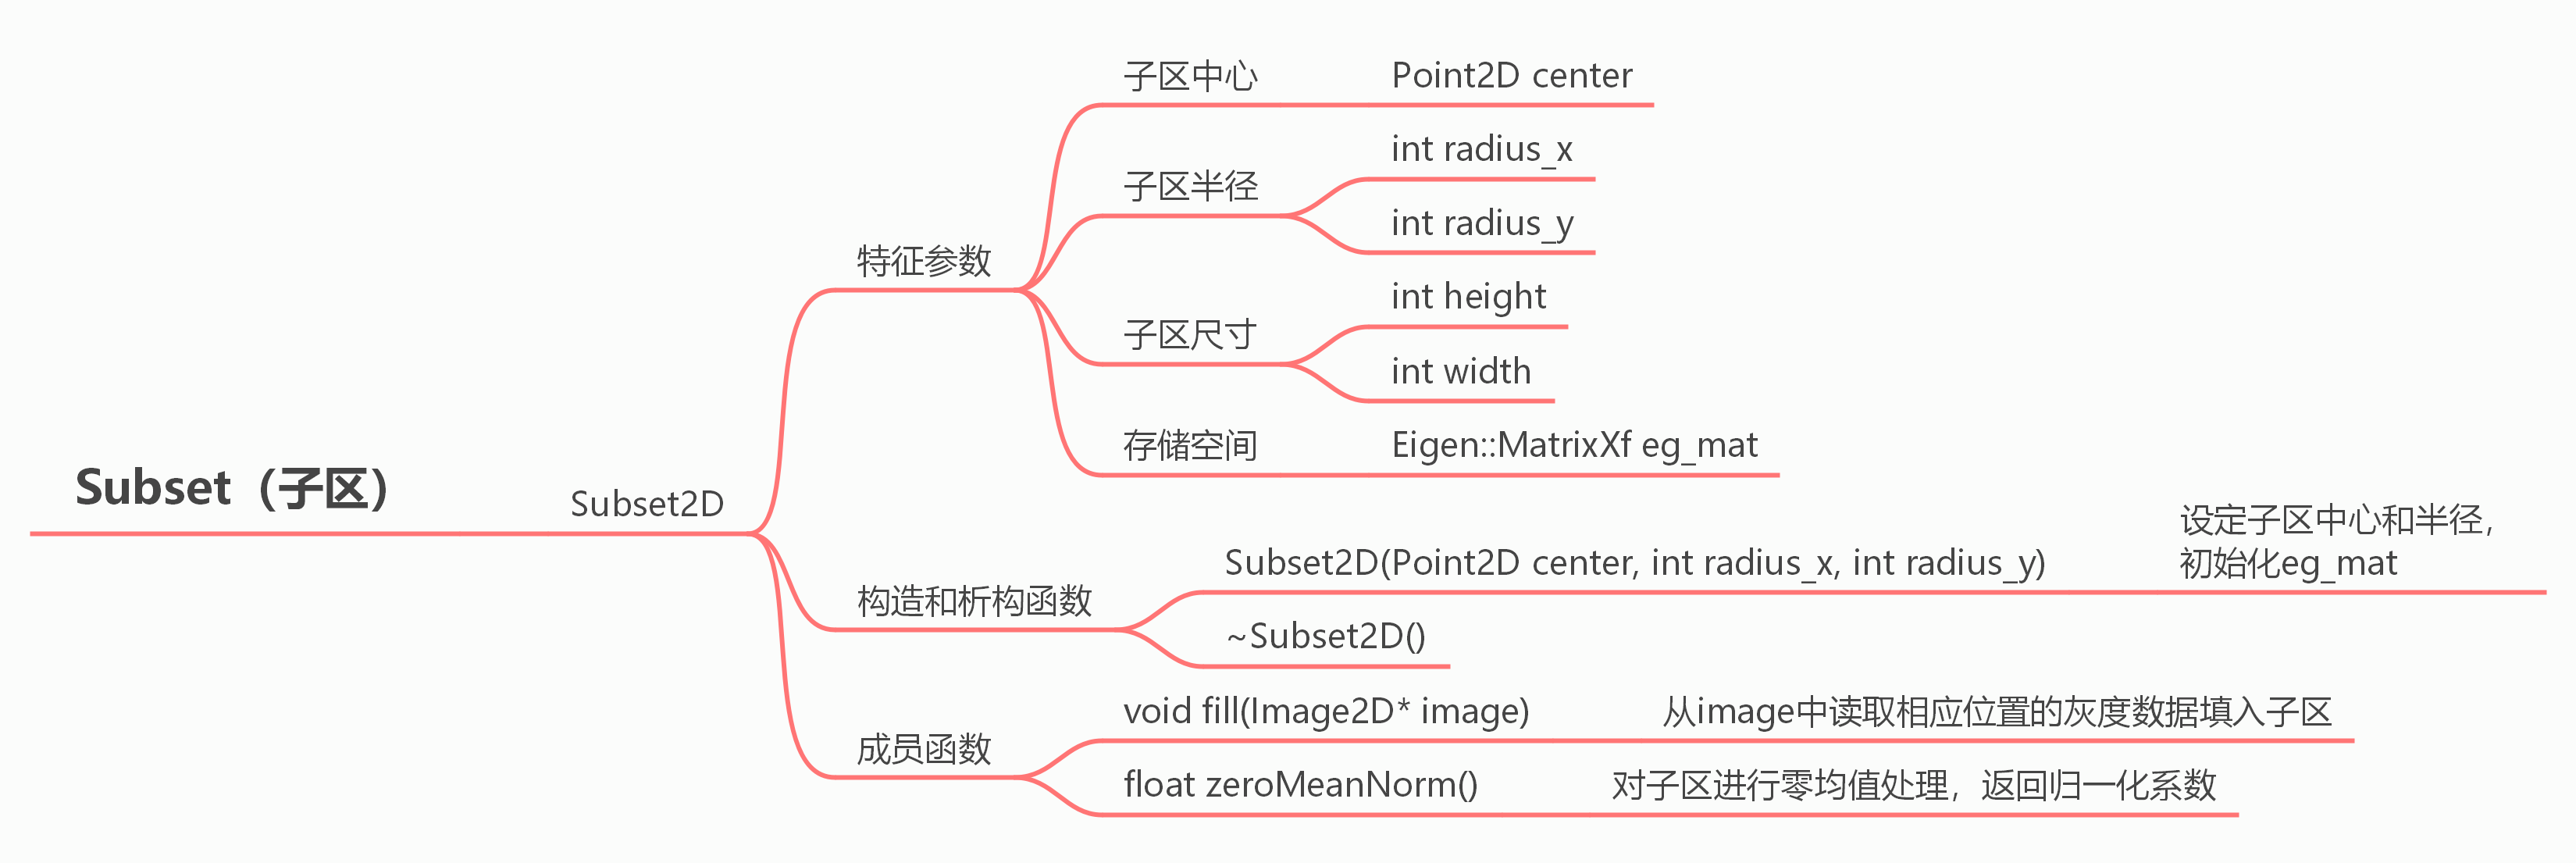 Subset（子区）
Subset2D
特征参数
子区中心
Point2D center
子区半径
int radius_x
int radius_y
子区尺寸
int height
int width
存储空间
Eigen::MatrixXf eg_mat
构造和析构函数
Subset2D(Point2D center, int radius_x, int radius_y)
设定子区中心和半径，
初始化eg_mat
~Subset2D()
成员函数
void fill(Image2D* image)
从image中读取相应位置的灰度数据填入子区
float zeroMeanNorm()
对子区进行零均值处理，返回归一化系数